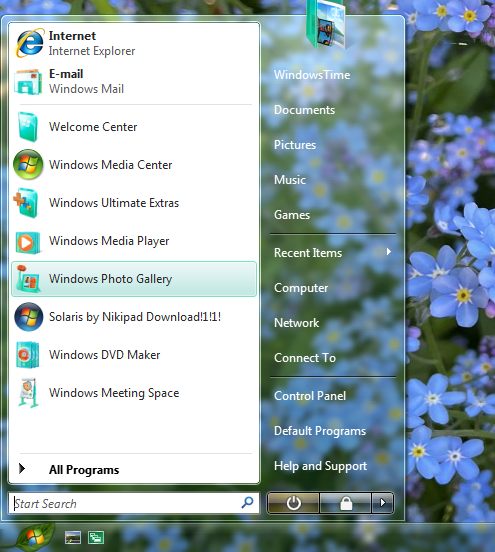 Internet
Internet Explorer
E-mail
Windows Mail
Welcome Center
Windows Media Center
Windows Ultimate Extras
Windows Media Player
Windows Photo Gallery
Solaris by Nikipad Download!1!1!
Windows DVD Maker
Windows Meeting Space
All Programs
Start Search
WindowsTime
Documents
Pictures
Music
Games
Recent Items
Computer
Network
Connect To
Control Panel
Default Programs
Help and Support